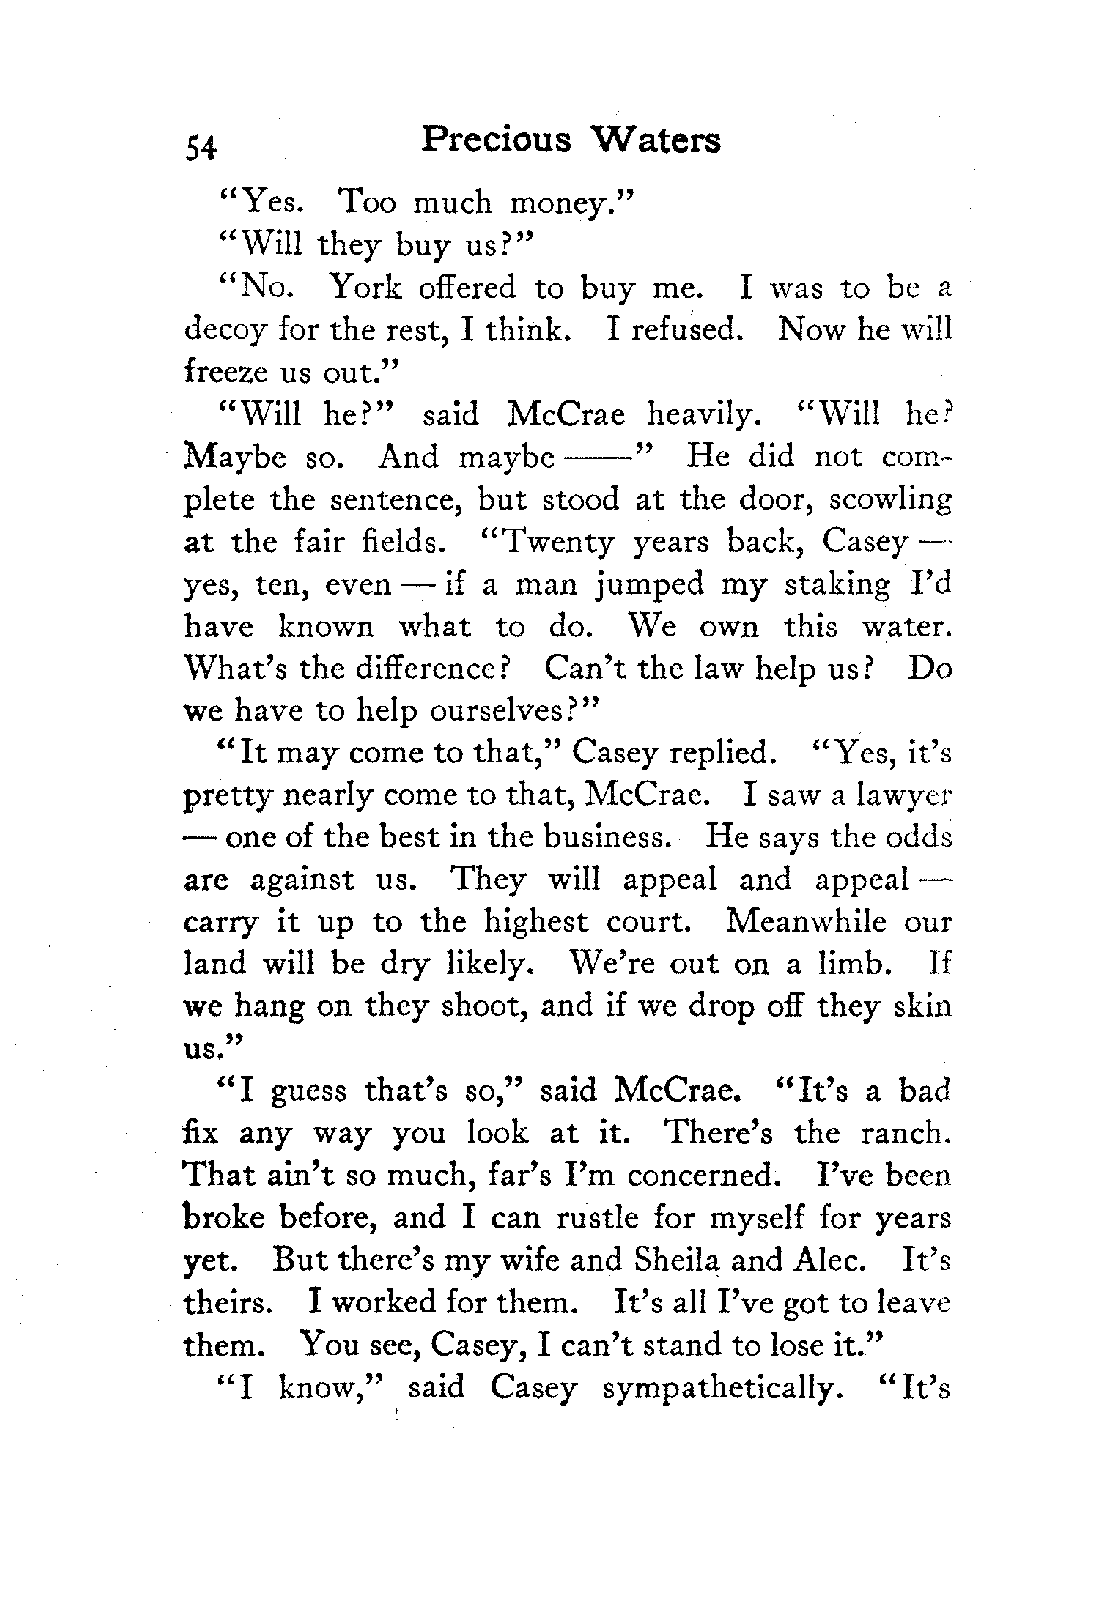 54 Precious Waters
“Yes. Too much money.”
“Will they buy us?”
“No. York offered to buy me. I was to be a
decoy for the rest, I think. I refused. Now he will
freeze us out.”
“Will he?” said McCrae heavily. “Will he?
Maybe so. And maybe ——” He did not com-
plete the sentence, but stood at the door, scowling
at the fair fields. “Twenty years back, Casey —
yes, ten, even — if a man jumped my staking I’d
have known what to do. We own this water.
What’s the difference? Can’t the law help us? Do
we have to help ourselves?”
“It may come to that,” Casey replied. “Yes, it’s
pretty nearly come to that, McCrae. I saw a lawyer
— one of the best in the business. He says the odds
are against us. They will appeal and appeal —
carry it up to the highest court. Meanwhile our
land will be dry likely. We’re out on a limb. If
we hang on they shoot, and if we drop off they skin
us.”
“I guess that’s so,” said McCrae. “It’s a bad
fix any way you look at it. There’s the ranch.
That ain’t so much, far’s I’m concerned. I’ve been
broke before, and I can rustle for myself for years
yet. But there’s my wife and Sheila and Alec. It’s
theirs. I worked for them. It’s all I’ve got to leave
them. You see, Casey, I can’t stand to lose it.”
“I know,” said Casey sympathetically. “It’s